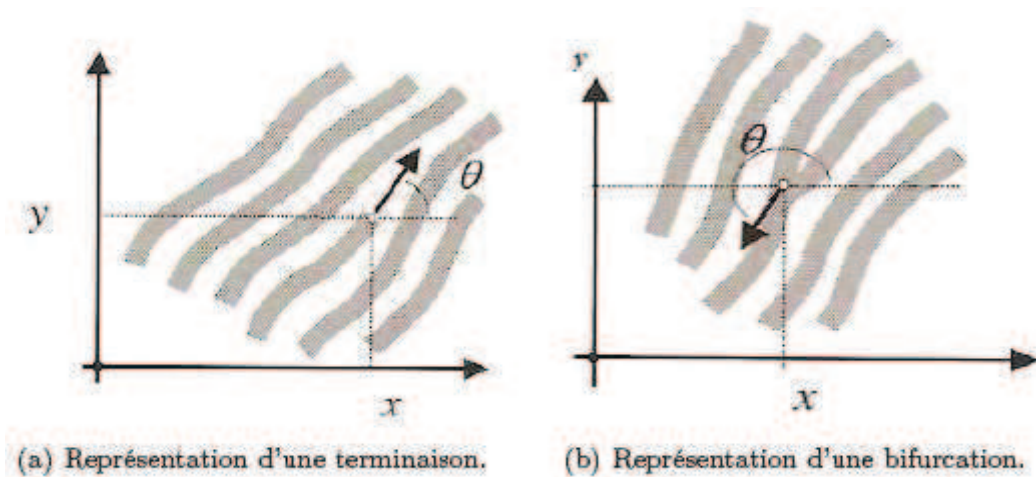 y
θ
y
x
(a) Représentation d'une terminaison.
y
θ
x
(b) Représentation d'une bifurcation.